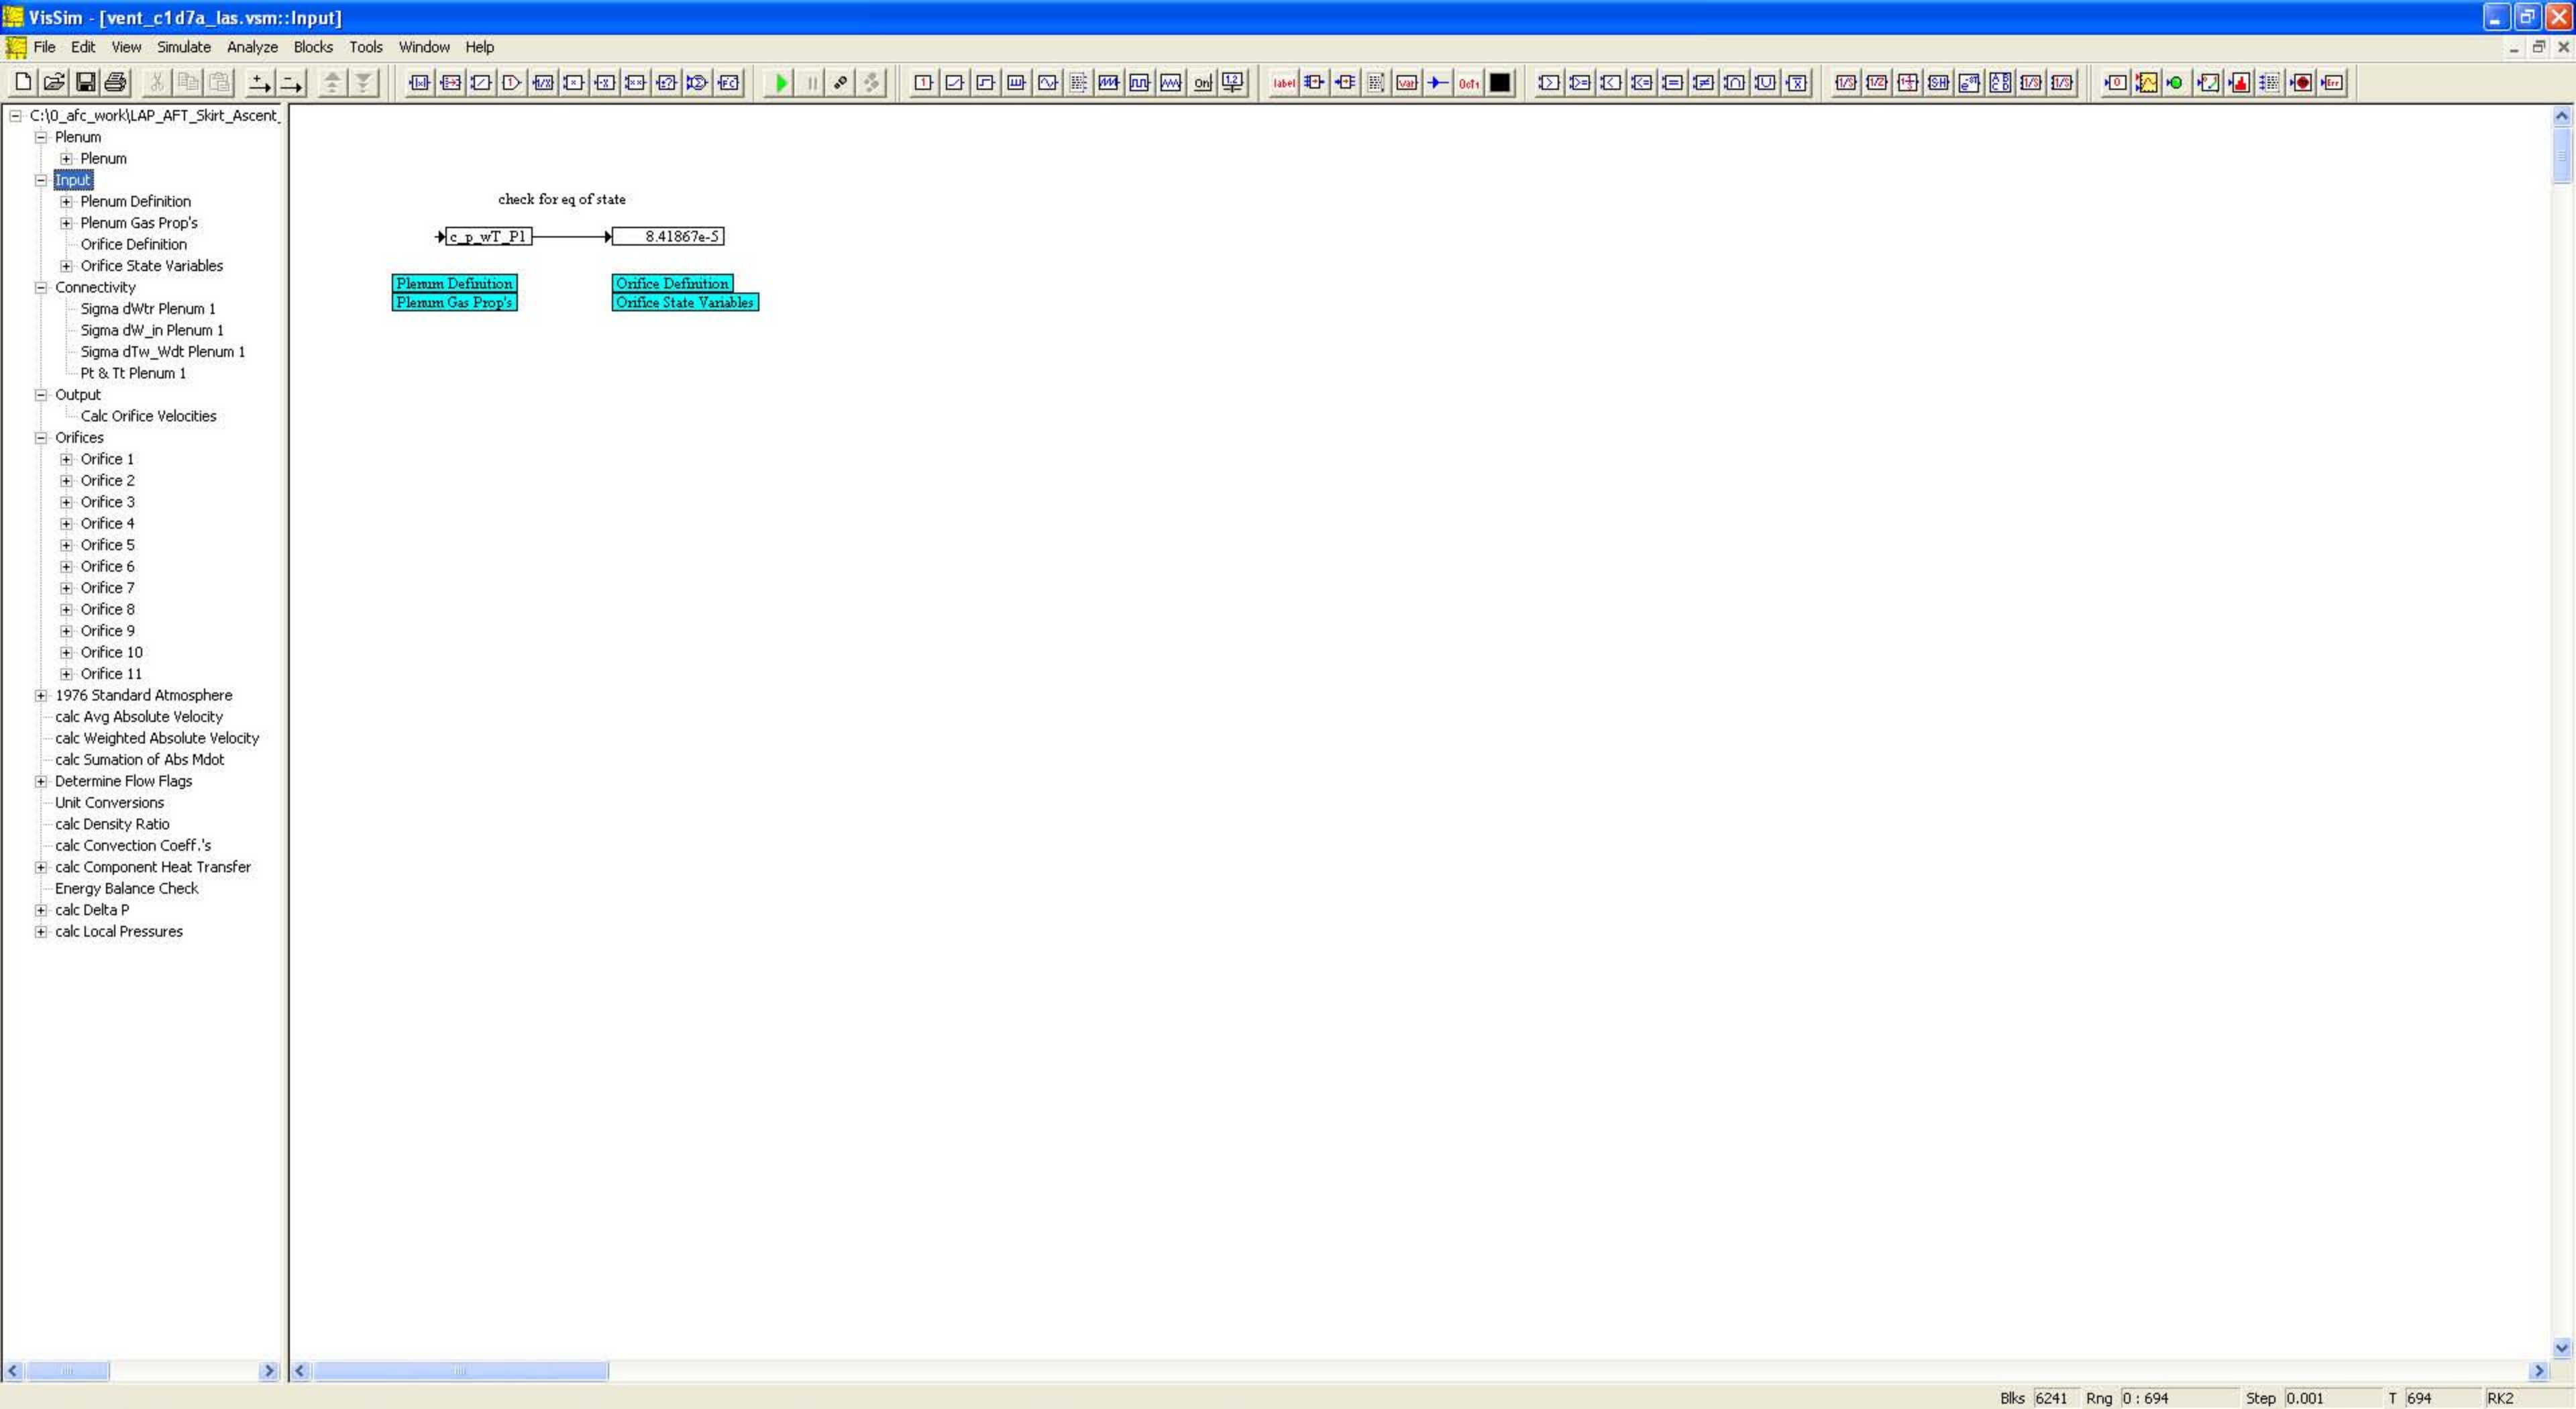 VisSim - [vent_c1d7a_las.vsm::Input]
File Edit View Simulate Analyze Blocks Tools Window Help
C:\0_afc_work\LAP_AFT_Skirt_Ascent_
Plenum
Plenum
Input
Plenum Definition
Plenum Gas Prop's
Orifice Definition
Orifice State Variables
Connectivity
Sigma dWtr Plenum 1
Sigma dW_in Plenum 1
Sigma dTw_Wdt Plenum 1
Pt & Tt Plenum 1
Output
Calc Orifice Velocities
Orifices
Orifice 1
Orifice 2
Orifice 3
Orifice 4
Orifice 5
Orifice 6
Orifice 7
Orifice 8
Orifice 9
Orifice 10
Orifice 11
1976 Standard Atmosphere
calc Avg Absolute Velocity
calc Weighted Absolute Velocity
calc Sumation of Abs Mdot
Determine Flow Flags
Unit Conversions
calc Density Ratio
calc Convection Coeff.'s
calc Component Heat Transfer
Energy Balance Check
calc Delta P
calc Local Pressures
check for eq of state
c_p_wT_P1 8.41867e-5
Plenum Definition Orifice Definition
Plenum Gas Prop's Orifice State Variables
Blks 6241 Rng 0 : 694 Step 0.001 T 694 RK2